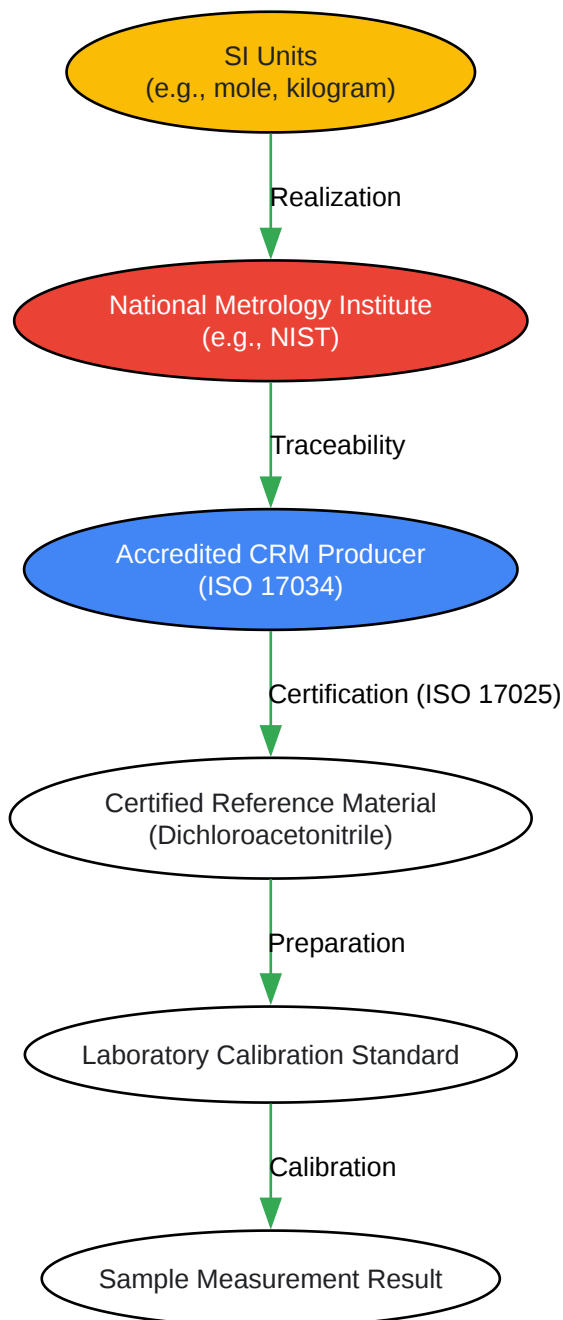 SI Units
(e.g., mole, kilogram)
Realization
National Metrology Institute
(e.g., NIST)
Traceability
Accredited CRM Producer
(ISO 17034)
Certification (ISO 17025)
Certified Reference Material
(Dichloroacetonitrile)
Preparation
Laboratory Calibration Standard
Calibration
Sample Measurement Result